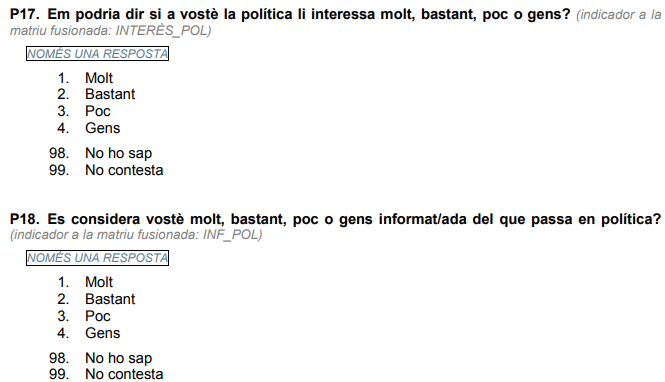 P17. Em podria dir si a vostè la política li interessa molt, bastant, poc o gens? (indicador a la
matriu fusionada: INTERÈS_POL)
NOMÉS UNA RESPOSTA
1. Molt
2. Bastant
3. Poc
4. Gens
98. No ho sap
99. No contesta
P18. Es considera vostè molt, bastant, poc o gens informat/ada del que passa en política?
(indicador a la matriu fusionada: INF_POL)
NOMÉS UNA RESPOSTA
1. Molt
2. Bastant
3. Poc
4. Gens
98. No ho sap
99. No contesta